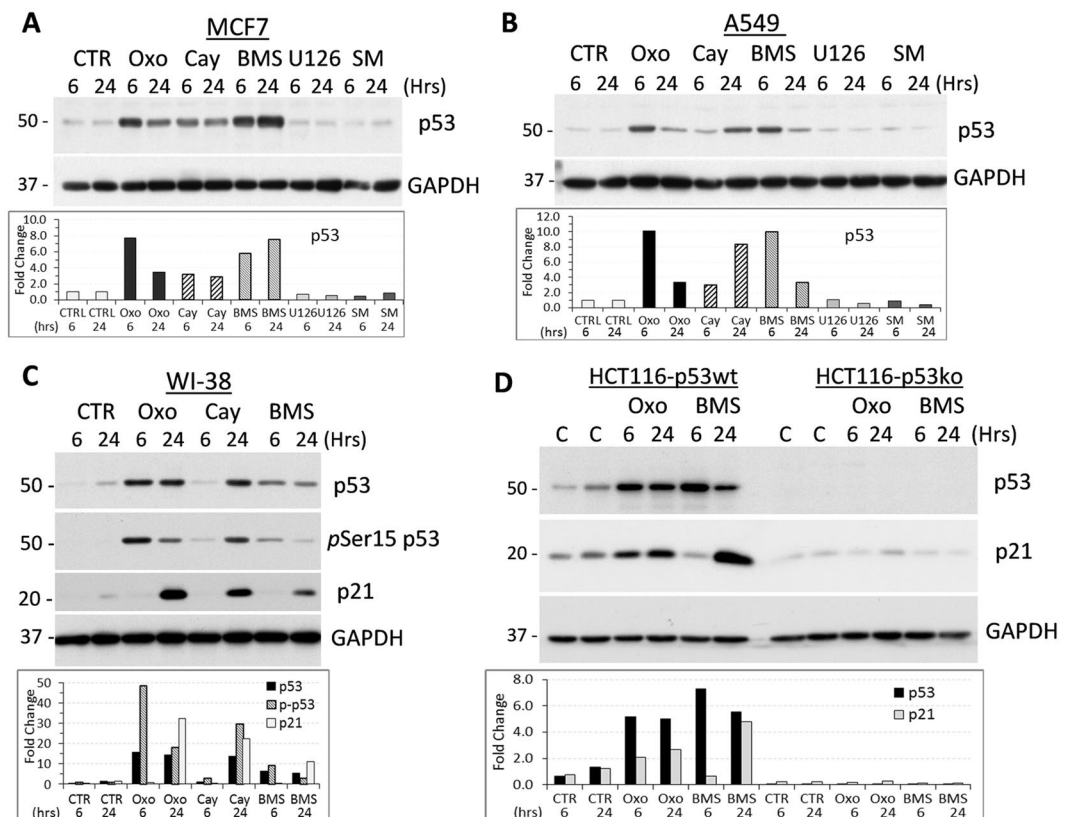 A
MCF7
CTR Oxo Cay BMS U126 SM
6 24 6 24 6 24 6 24 6 24 6 24 (Hrs)
50 - p53
37 - GAPDH
Fold Change
10.0
8.0
6.0
4.0
2.0
0.0
p53
CTRL CTRL Oxo Oxo Cay Cay BMS BMS U126 U126 SM SM
(hrs) 6 24 6 24 6 24 6 24 6 24 6 24
B
A549
CTR Oxo Cay BMS U126 SM
6 24 6 24 6 24 6 24 6 24 6 24 (Hrs)
50 - p53
37 - GAPDH
Fold Change
12.0
10.0
8.0
6.0
4.0
2.0
0.0
p53
CTRL CTRL Oxo Oxo Cay Cay BMS BMS U126 U126 SM SM
(hrs) 6 24 6 24 6 24 6 24 6 24 6 24
C
WI-38
CTR Oxo Cay BMS
6 24 6 24 6 24 6 24 (Hrs)
50 - p53
50 - pSer15 p53
20 - p21
37 - GAPDH
Fold Change
50
40
30
20
10
0
p53
p-p53
p21
CTR CTR Oxo Oxo Cay Cay BMS BMS
(hrs) 6 24 6 24 6 24 6 24
D
HCT116-p53wt HCT116-p53ko
Oxo BMS Oxo BMS
C C 6 24 6 24 C C 6 24 6 24 (Hrs)
50 - p53
20 - p21
37 - GAPDH
Fold Change
8.0
6.0
4.0
2.0
0.0
p53
p21
CTR CTR Oxo Oxo BMS BMS CTR CTR Oxo Oxo BMS BMS
(hrs) 6 24 6 24 6 24 6 24 6 24 6 24